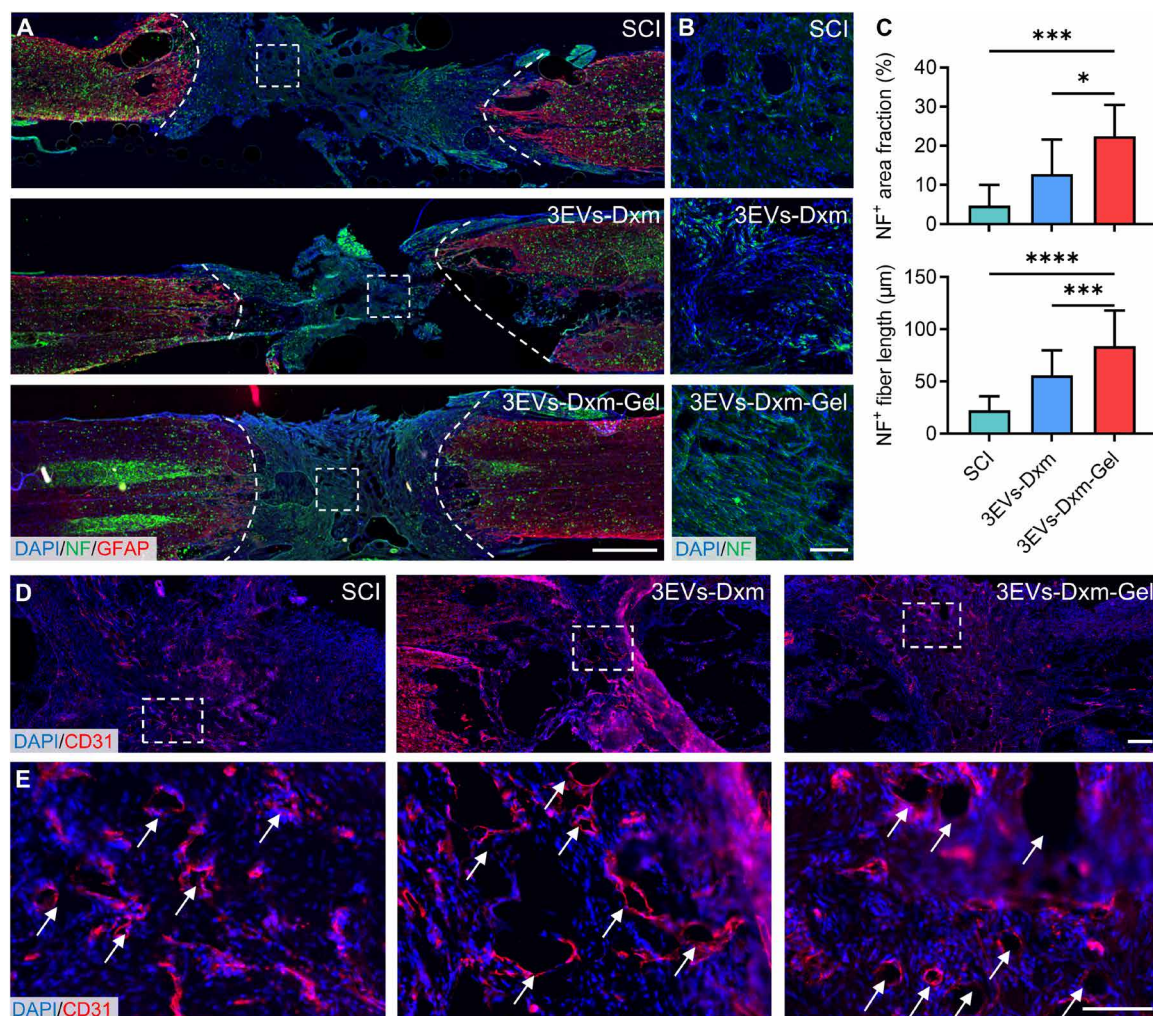 A
SCI
3EVs-Dxm
3EVs-Dxm-Gel
DAPI/NF/GFAP
B
SCI
3EVs-Dxm
3EVs-Dxm-Gel
DAPI/NF
C
NF⁺ area fraction (%)
40
30
20
10
0
***
*
NF⁺ fiber length (µm)
150
100
50
0
****
***
SCI
3EVs-Dxm
3EVs-Dxm-Gel
D
SCI
3EVs-Dxm
3EVs-Dxm-Gel
DAPI/CD31
E
DAPI/CD31